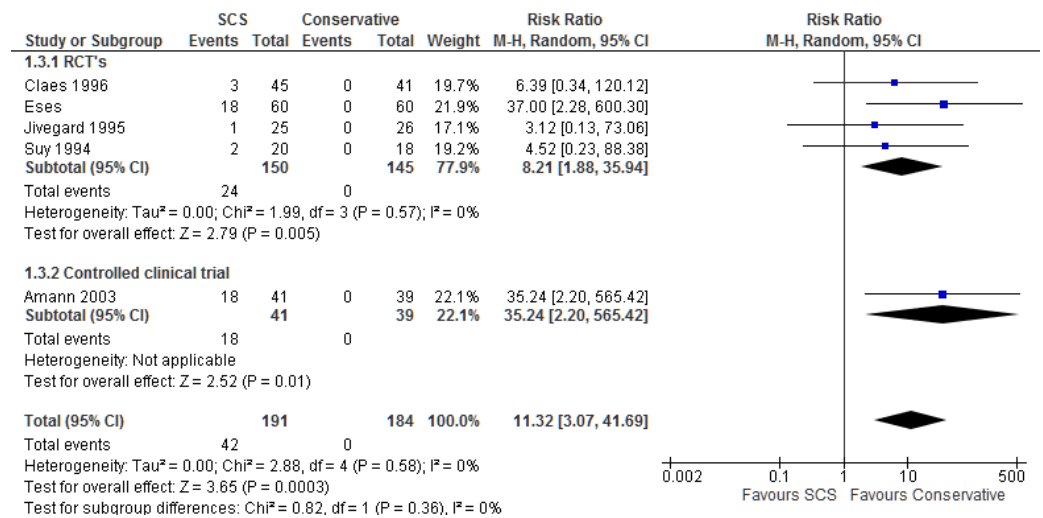 SCS Conservative Risk Ratio Risk Ratio
Study or Subgroup Events Total Events Total Weight M-H, Random, 95% CI M-H, Random, 95% CI
1.3.1 RCT's
Claes 1996 3 45 0 41 19.7% 6.39 [0.34, 120.12]
Eses 18 60 0 60 21.9% 37.00 [2.28, 600.30]
Jivegard 1995 1 25 0 26 17.1% 3.12 [0.13, 73.06]
Suy 1994 2 20 0 18 19.2% 4.52 [0.23, 88.38]
Subtotal (95% CI) 150 145 77.9% 8.21 [1.88, 35.94]
Total events 24 0
Heterogeneity: Tau² = 0.00; Chi² = 1.99, df = 3 (P = 0.57); I² = 0%
Test for overall effect: Z = 2.79 (P = 0.005)
1.3.2 Controlled clinical trial
Amann 2003 18 41 0 39 22.1% 35.24 [2.20, 565.42]
Subtotal (95% CI) 41 39 22.1% 35.24 [2.20, 565.42]
Total events 18 0
Heterogeneity: Not applicable
Test for overall effect: Z = 2.52 (P = 0.01)
Total (95% CI) 191 184 100.0% 11.32 [3.07, 41.69]
Total events 42 0
Heterogeneity: Tau² = 0.00; Chi² = 2.88, df = 4 (P = 0.58); I² = 0%
Test for overall effect: Z = 3.65 (P = 0.0003)
Test for subgroup differences: Chi² = 0.82, df = 1 (P = 0.36), I² = 0%
0.002 0.1 1 10 500
Favours SCS Favours Conservative